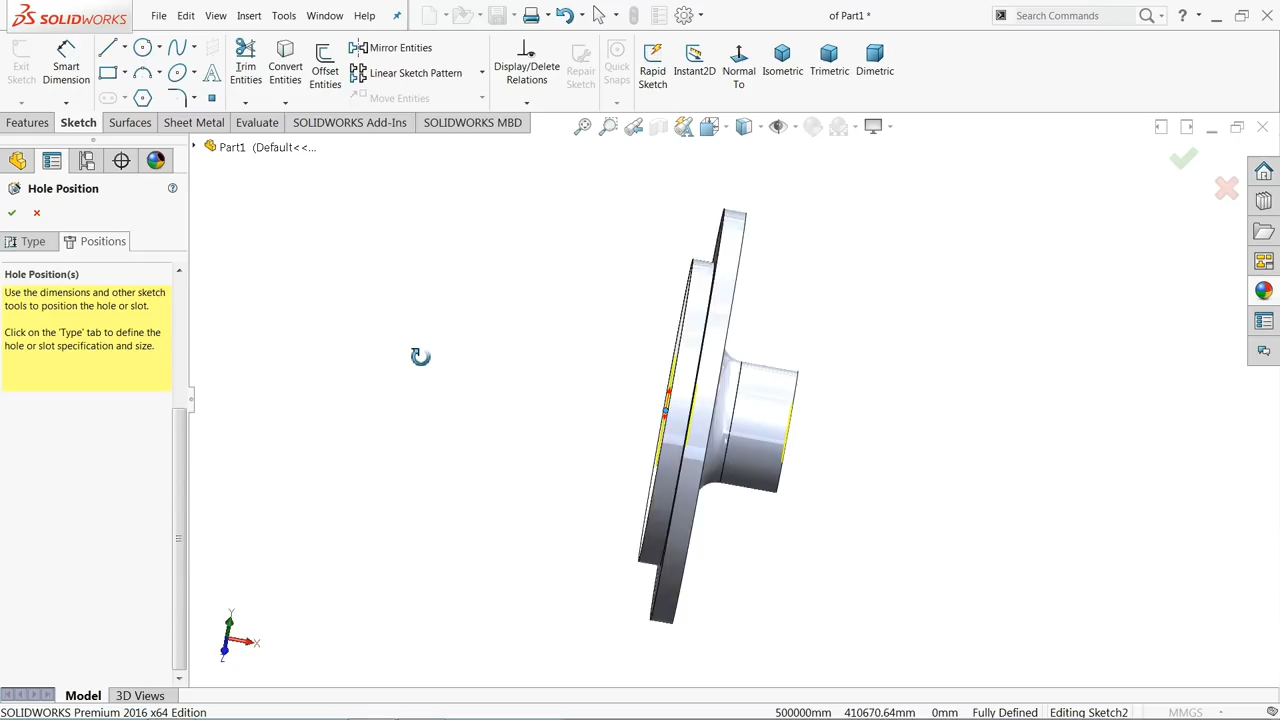 SOLIDWORKS
File Edit View Insert Tools Window Help
of Part1 *
Search Commands
Exit Sketch
Smart Dimension
Trim Entities
Convert Entities
Offset Entities
Mirror Entities
Linear Sketch Pattern
Move Entities
Display/Delete Relations
Repair Sketch
Quick Snaps
Rapid Sketch
Instant2D
Normal To
Isometric
Trimetric
Dimetric
Features Sketch Surfaces Sheet Metal Evaluate SOLIDWORKS Add-Ins SOLIDWORKS MBD
Part1 (Default<<...
Hole Position
Type Positions
Hole Position(s)
Use the dimensions and other sketch
tools to position the hole or slot.
Click on the 'Type' tab to define the
hole or slot specification and size.
Y
X
Z
Model 3D Views
SOLIDWORKS Premium 2016 x64 Edition
500000mm 410670.64mm 0mm Fully Defined Editing Sketch2 MMGS